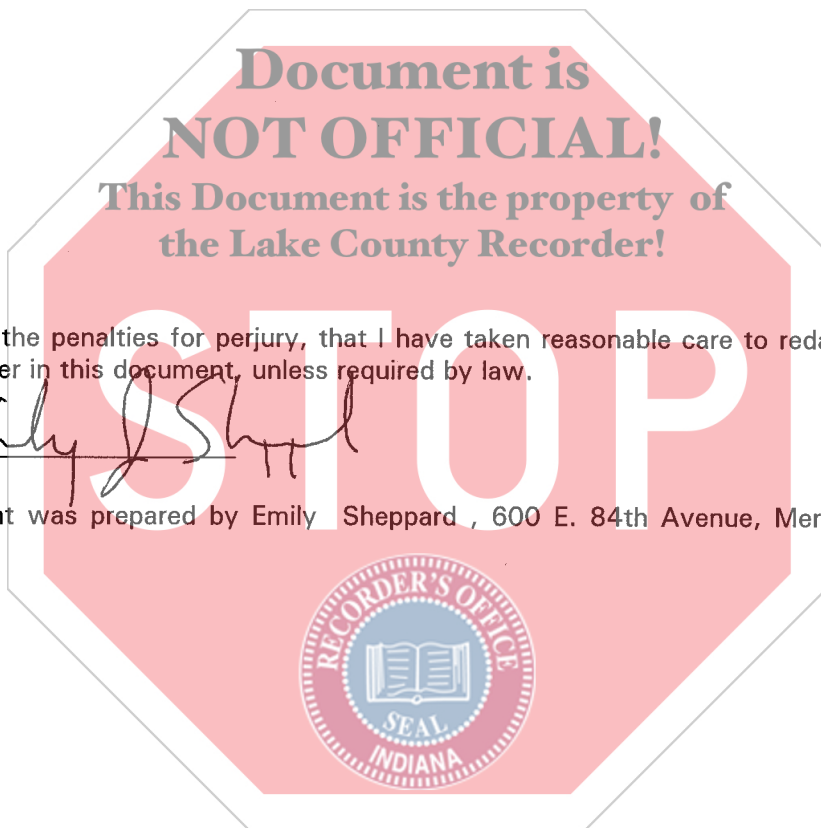 Document is
NOT OFFICIAL!
This Document is the property of
the Lake County Recorder!
STOP
the penalties for perjury, that I have taken reasonable care to reda
er in this document, unless required by law.
ly J Sheppard
t was prepared by Emily Sheppard , 600 E. 84th Avenue, Mer
RECORDER'S OFFICE
SEAL
INDIANA